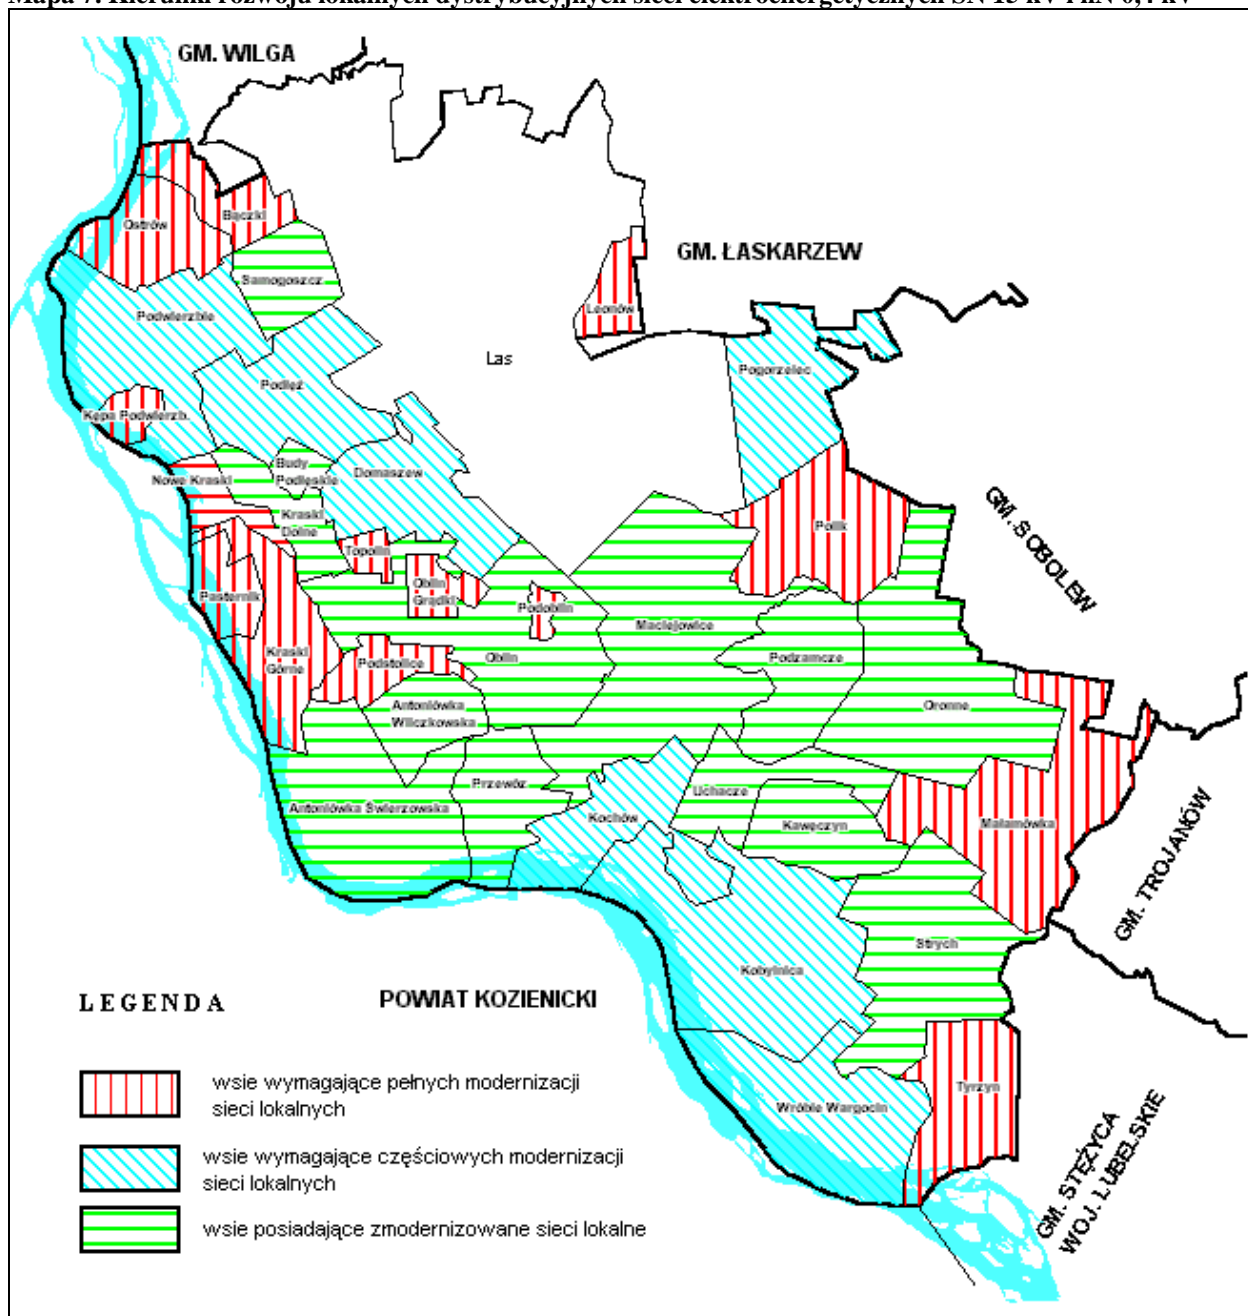 Mapa 7. Kierunki rozwoju lokalnych dystrybucyjnych sieci elektroenergetycznych SN 15 kV i nN 0,4 kV
GM. WILGA
Bączki
Ostrów
GM. ŁASKARZEW
Samogoszcz
Leonów
Podwierzbie
Las
Pogorzelec
Podłęż
Kępa Podwierzb.
Budy
Podłęskie
Domaszew
Nowe Kraski
GM. SOBOLEW
Kraski
Dolne
Polik
Topolin
Oblin
Grądki
Pasternik
Podoblin
Maciejowice
Kraski
Górne
Podstolice
Oblin
Podzamcze
Antoniówka
Wilczkowska
Oronne
Przewóz
Uchacze
Antoniówka Świerzowska
Kochów
Kawęczyn
Małamówka
GM. TROJANÓW
Strych
Kobylnica
LEGENDA
POWIAT KOZIENICKI
wsie wymagające pełnych modernizacji
sieci lokalnych
Tyrzyn
Wróble Wargocin
wsie wymagające częściowych modernizacji
sieci lokalnych
GM. STĘŻYCA
WOJ. LUBELSKIE
wsie posiadające zmodernizowane sieci lokalne